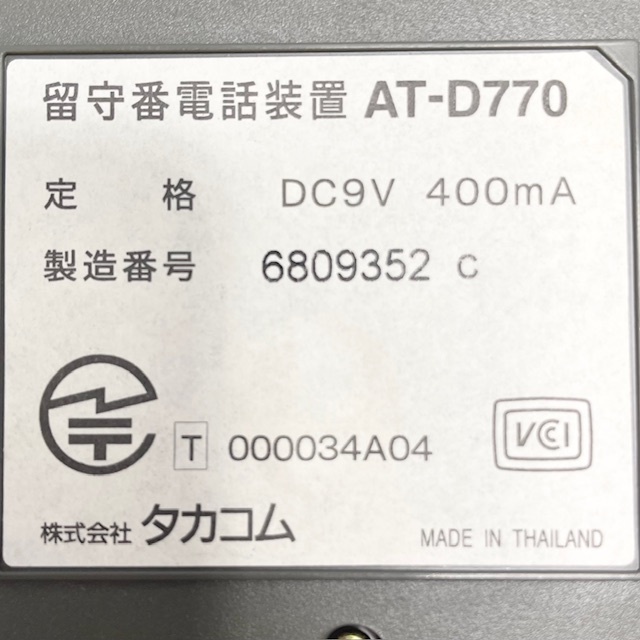 留守番電話装置 AT-D770
定 格 DC9V 400mA
製造番号 6809352 C
T 000034A04
VCCI
株式会社 タカコム
MADE IN THAILAND